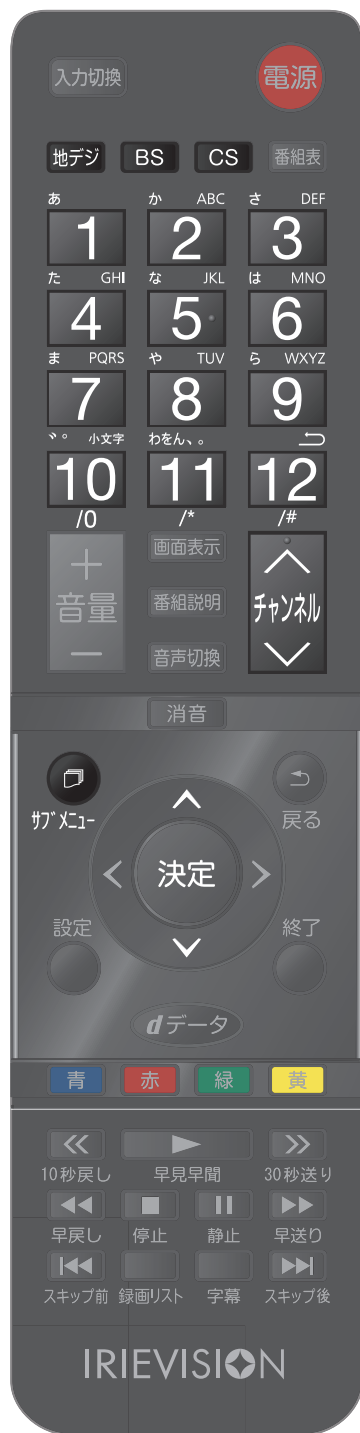 入力切換 電源
地デジ BS CS 番組表
あ か ABC さ DEF
1 2 3
た GHI な JKL は MNO
4 5 6
ま PQRS や TUV ら WXYZ
7 8 9
゛゜ 小文字 わをん、。
10 11 12
/0 /* /#
+ 音量 −
画面表示
番組説明
音声切換
チャンネル
消音
サブメニュー 戻る
決定
設定 終了
dデータ
青 赤 緑 黄
10秒戻し 早見早聞 30秒送り
早戻し 停止 静止 早送り
スキップ前 録画リスト 字幕 スキップ後
IRIEVISION